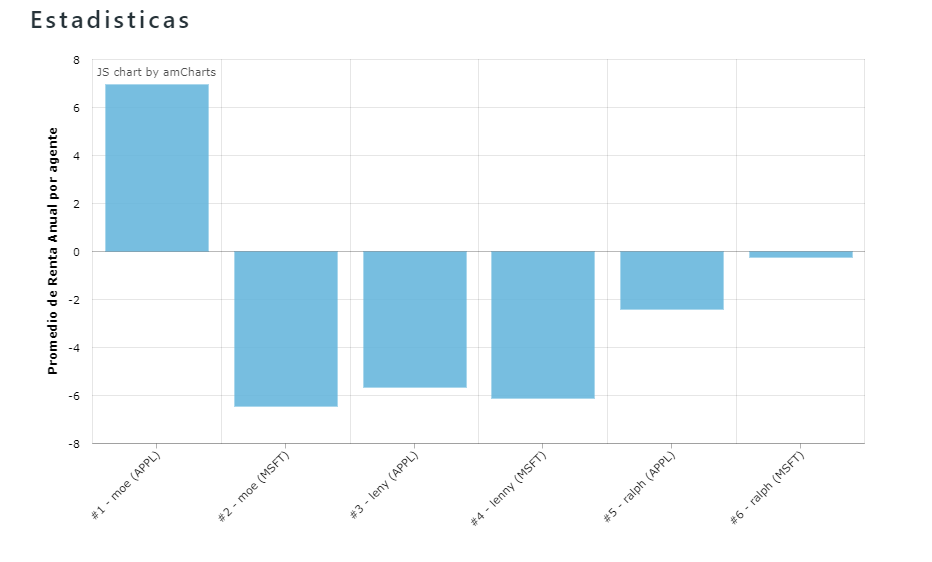 Estadisticas
JS chart by amCharts
Promedio de Renta Anual por agente
8
6
4
2
0
-2
-4
-6
-8
#1 - moe (APPL)
#2 - moe (MSFT)
#3 - leny (APPL)
#4 - lenny (MSFT)
#5 - ralph (APPL)
#6 - ralph (MSFT)